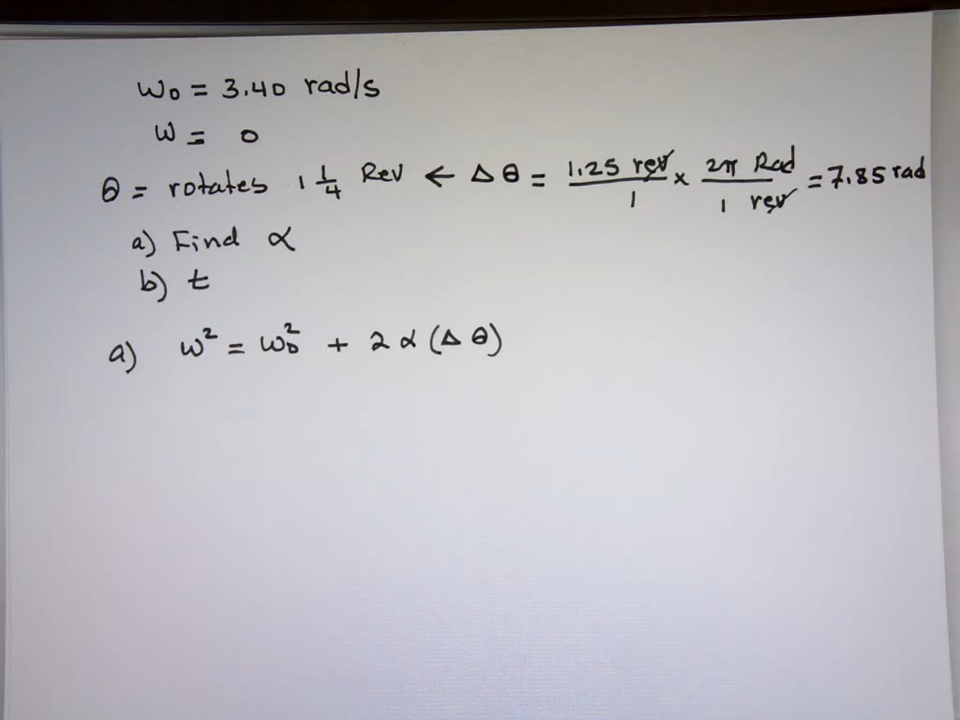 ω₀ = 3.40 rad/s
ω = 0
θ = rotates 1 1/4 Rev ← Δθ = 1.25 rev/1 × 2π Rad/1 rev = 7.85 rad
a) Find α
b) t
a) ω² = ω₀² + 2α(Δθ)